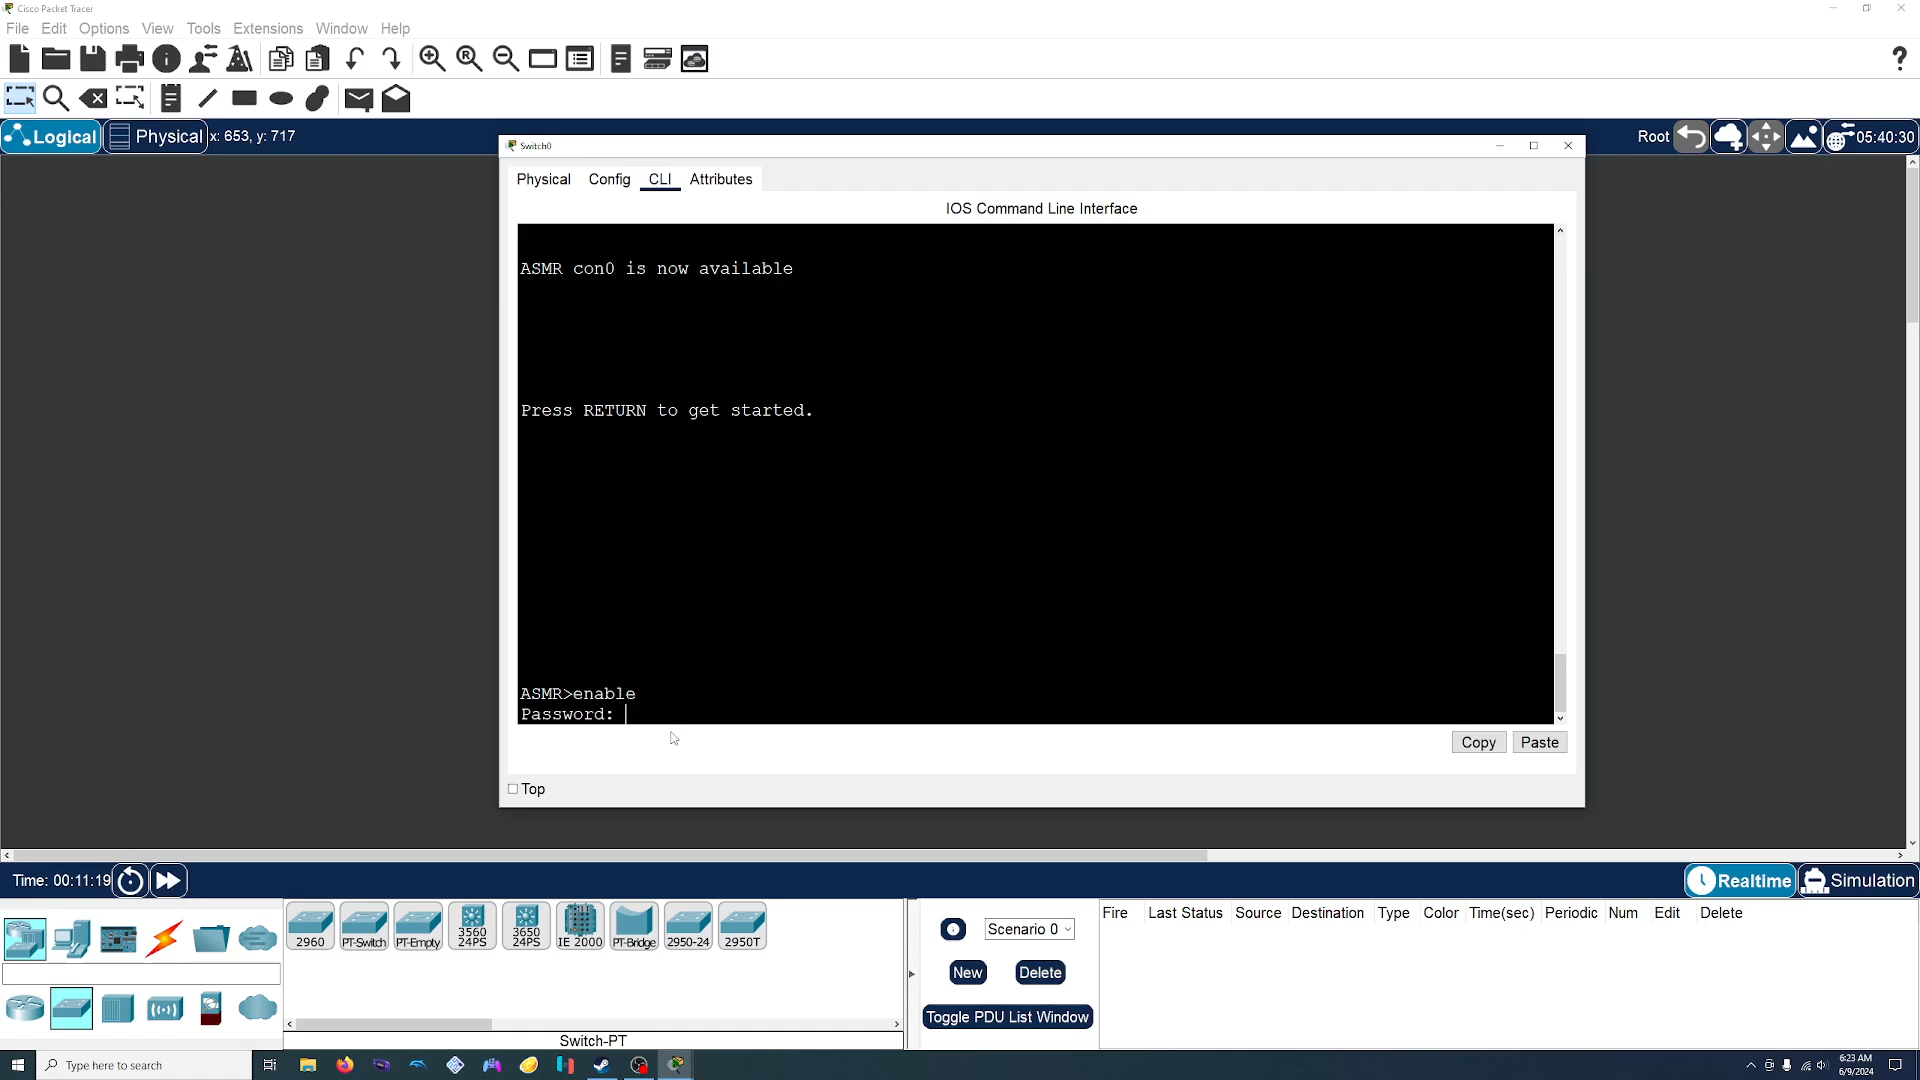 Cisco Packet Tracer
File Edit Options View Tools Extensions Window Help
?
Logical Physical x: 653, y: 717
Root 05:40:30
Switch0
Physical Config CLI Attributes
IOS Command Line Interface
ASMR con0 is now available
Press RETURN to get started.
ASMR>enable
Password:
Copy Paste
Top
Time: 00:11:19
Realtime Simulation
2960 PT-Switch PT-Empty 3560 24PS 3650 24PS IE 2000 PT-Bridge 2950-24 2950T
Switch-PT
Scenario 0
New Delete
Toggle PDU List Window
Fire Last Status Source Destination Type Color Time(sec) Periodic Num Edit Delete
Type here to search
6:23 AM
6/9/2024